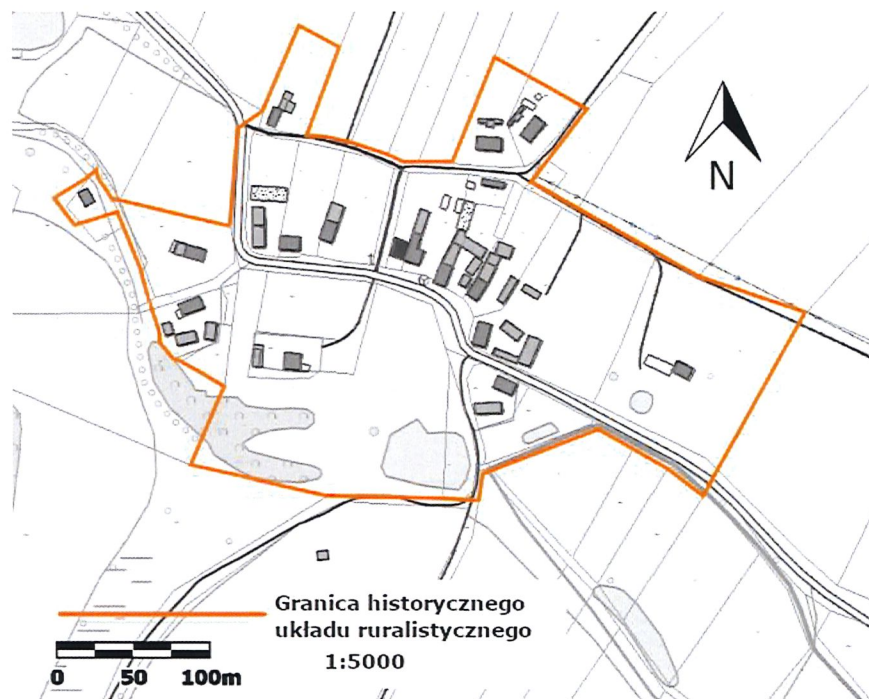 N
Granica historycznego
układu ruralistycznego
1:5000
0 50 100m